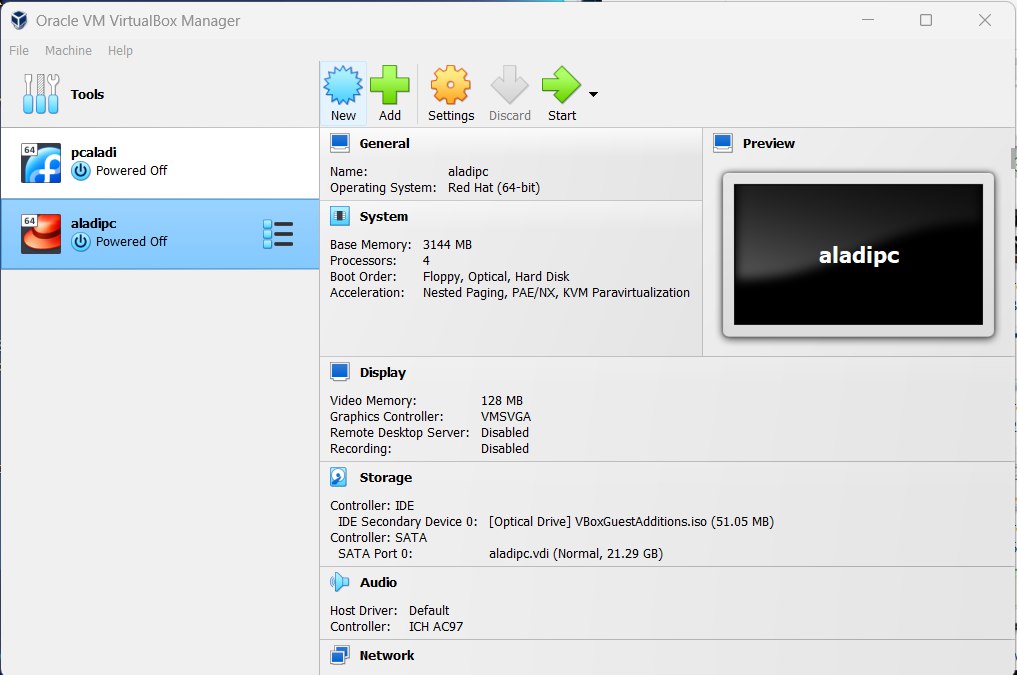 Oracle VM VirtualBox Manager
File Machine Help
Tools
New Add Settings Discard Start
64
pcaladi
Powered Off
64
aladipc
Powered Off
General
Name: aladipc
Operating System: Red Hat (64-bit)
System
Base Memory: 3144 MB
Processors: 4
Boot Order: Floppy, Optical, Hard Disk
Acceleration: Nested Paging, PAE/NX, KVM Paravirtualization
Preview
aladipc
Display
Video Memory: 128 MB
Graphics Controller: VMSVGA
Remote Desktop Server: Disabled
Recording: Disabled
Storage
Controller: IDE
IDE Secondary Device 0: [Optical Drive] VBoxGuestAdditions.iso (51.05 MB)
Controller: SATA
SATA Port 0: aladipc.vdi (Normal, 21.29 GB)
Audio
Host Driver: Default
Controller: ICH AC97
Network